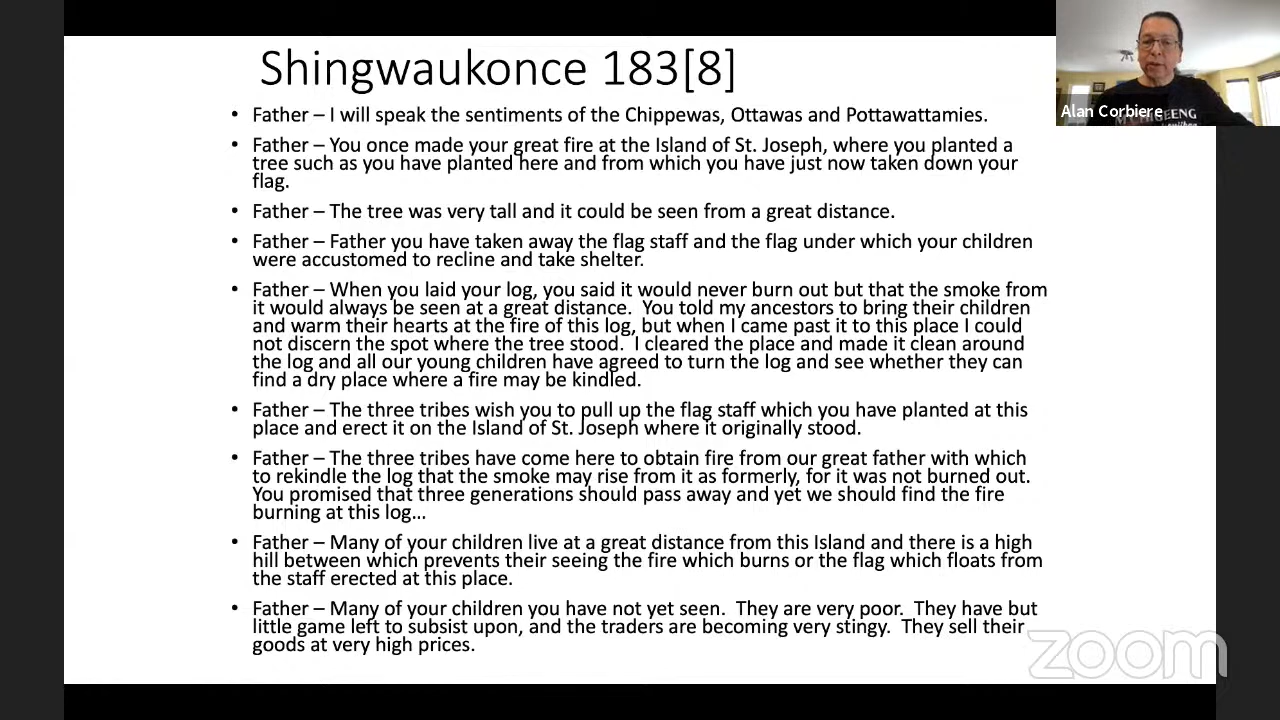 Shingwaukonce 183[8]
• Father – I will speak the sentiments of the Chippewas, Ottawas and Pottawattamies.
• Father – You once made your great fire at the Island of St. Joseph, where you planted a
tree such as you have planted here and from which you have just now taken down your
flag.
• Father – The tree was very tall and it could be seen from a great distance.
• Father – Father you have taken away the flag staff and the flag under which your children
were accustomed to recline and take shelter.
• Father – When you laid your log, you said it would never burn out but that the smoke from
it would always be seen at a great distance.  You told my ancestors to bring their children
and warm their hearts at the fire of this log, but when I came past it to this place I could
not discern the spot where the tree stood.  I cleared the place and made it clean around
the log and all our young children have agreed to turn the log and see whether they can
find a dry place where a fire may be kindled.
• Father – The three tribes wish you to pull up the flag staff which you have planted at this
place and erect it on the Island of St. Joseph where it originally stood.
• Father – The three tribes have come here to obtain fire from our great father with which
to rekindle the log that the smoke may rise from it as formerly, for it was not burned out.
You promised that three generations should pass away and yet we should find the fire
burning at this log…
• Father – Many of your children live at a great distance from this Island and there is a high
hill between which prevents their seeing the fire which burns or the flag which floats from
the staff erected at this place.
• Father – Many of your children you have not yet seen.  They are very poor.  They have but
little game left to subsist upon, and the traders are becoming very stingy.  They sell their
goods at very high prices.
Alan Corbiere
zoom